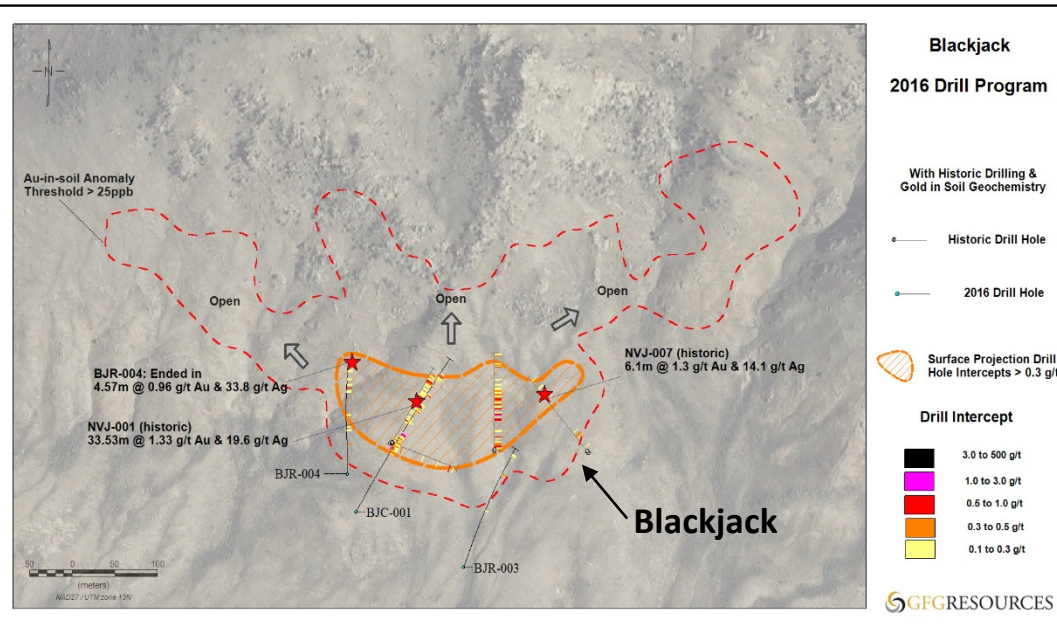 N
Au-in-soil Anomaly
Threshold > 25ppb
Open
Open
Open
BJR-004: Ended in
4.57m @ 0.96 g/t Au & 33.8 g/t Ag
NVJ-001 (historic)
33.53m @ 1.33 g/t Au & 19.6 g/t Ag
NVJ-007 (historic)
6.1m @ 1.3 g/t Au & 14.1 g/t Ag
BJR-004
BJC-001
BJR-003
Blackjack
50 0 50 100
(meters)
NAD27 / UTM zone 13N
Blackjack
2016 Drill Program
With Historic Drilling &
Gold in Soil Geochemistry
Historic Drill Hole
2016 Drill Hole
Surface Projection Drill
Hole Intercepts > 0.3 g/t
Drill Intercept
3.0 to 500 g/t
1.0 to 3.0 g/t
0.5 to 1.0 g/t
0.3 to 0.5 g/t
0.1 to 0.3 g/t
GFGRESOURCES